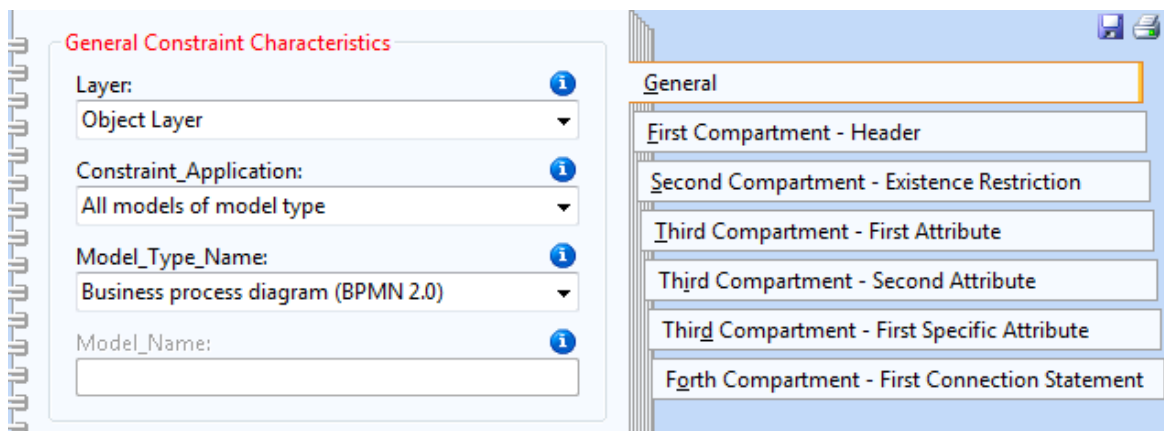 General Constraint Characteristics
Layer:
Object Layer
Constraint_Application:
All models of model type
Model_Type_Name:
Business process diagram (BPMN 2.0)
Model_Name:
General
First Compartment - Header
Second Compartment - Existence Restriction
Third Compartment - First Attribute
Third Compartment - Second Attribute
Third Compartment - First Specific Attribute
Forth Compartment - First Connection Statement